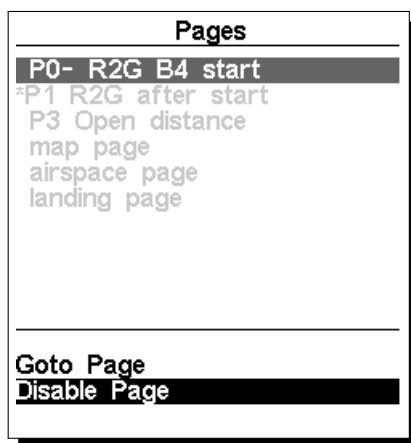 Pages
P0- R2G B4 start
*P1 R2G after start
P3 Open distance
map page
airspace page
landing page
Goto Page
Disable Page